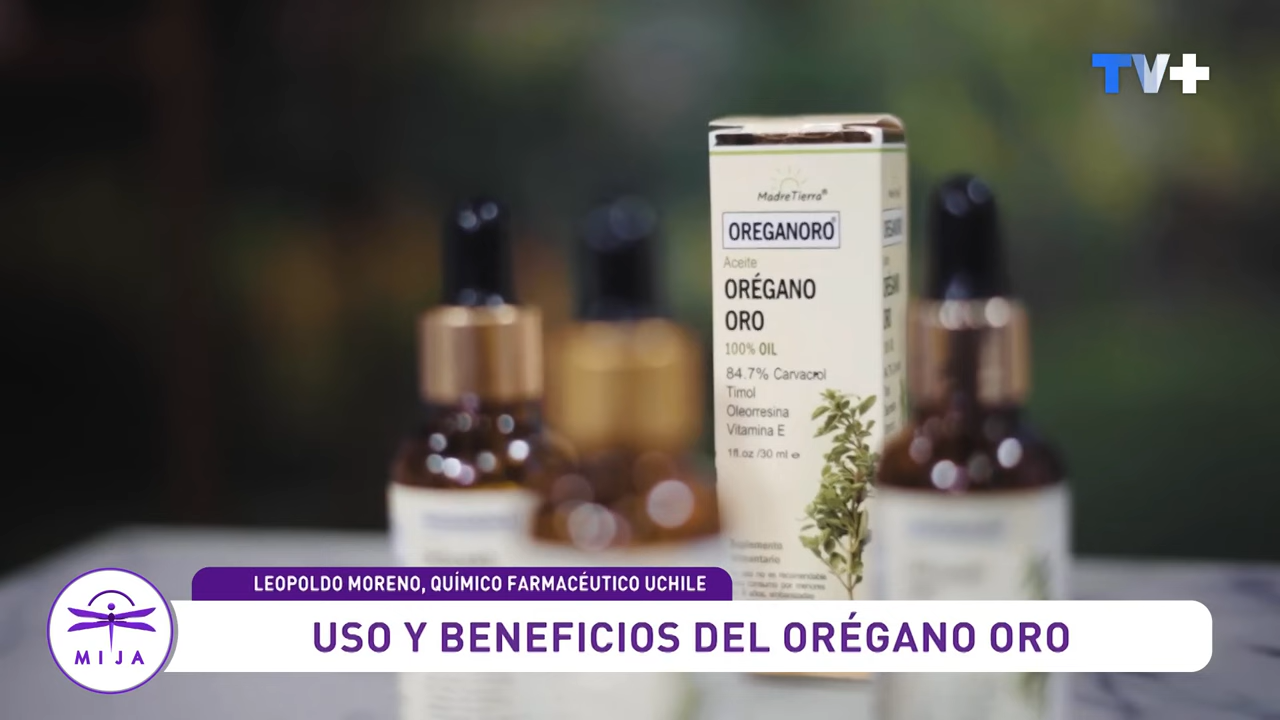 TV+
MadreTierra®
OREGANORO®
Aceite
ORÉGANO
ORO
100% OIL
84.7% Carvacrol
Timol
Oleorresina
Vitamina E
1fl.oz /30 ml e
Suplemento
LEOPOLDO MORENO, QUÍMICO FARMACÉUTICO UCHILE
USO Y BENEFICIOS DEL ORÉGANO ORO
MIJA